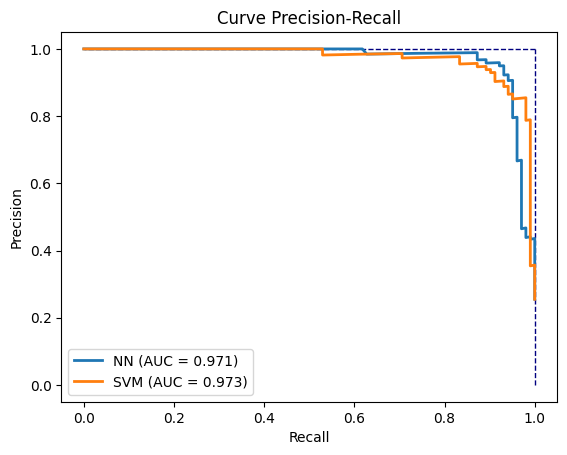 Curve Precision-Recall
1.0
0.8
0.6
0.4
0.2
0.0
Precision
NN (AUC = 0.971)
SVM (AUC = 0.973)
0.0 0.2 0.4 0.6 0.8 1.0
Recall